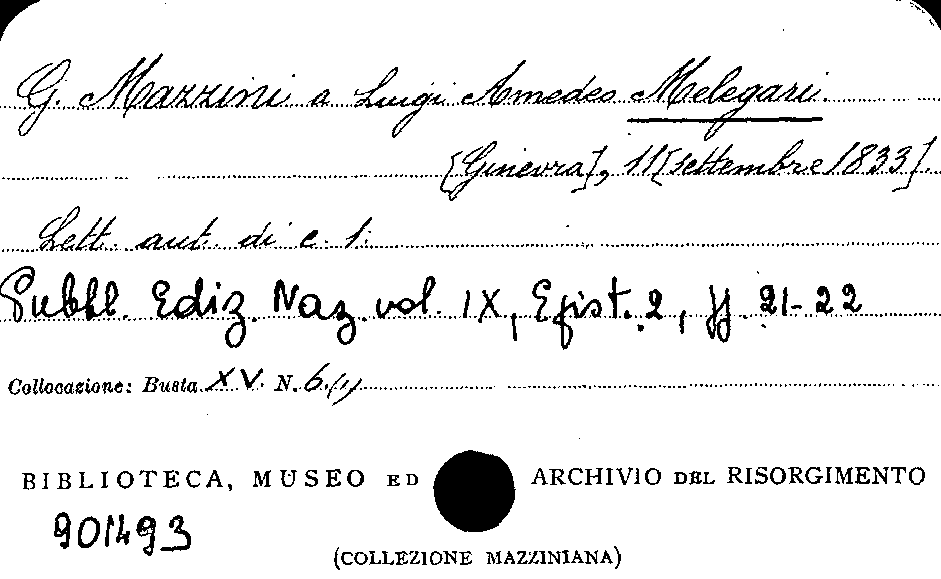 G. Mazzini a Luigi Amedeo Melegari.
[Ginevra], 11 [settembre 1833].
Lett. aut. di c. 1.
Pubbl. Ediz. Naz. vol. IX, Epist. 2, pp. 21-22
Collocazione: Busta XV. N. 6 (1)
BIBLIOTECA, MUSEO ED ARCHIVIO DEL RISORGIMENTO
901493
(COLLEZIONE MAZZINIANA)